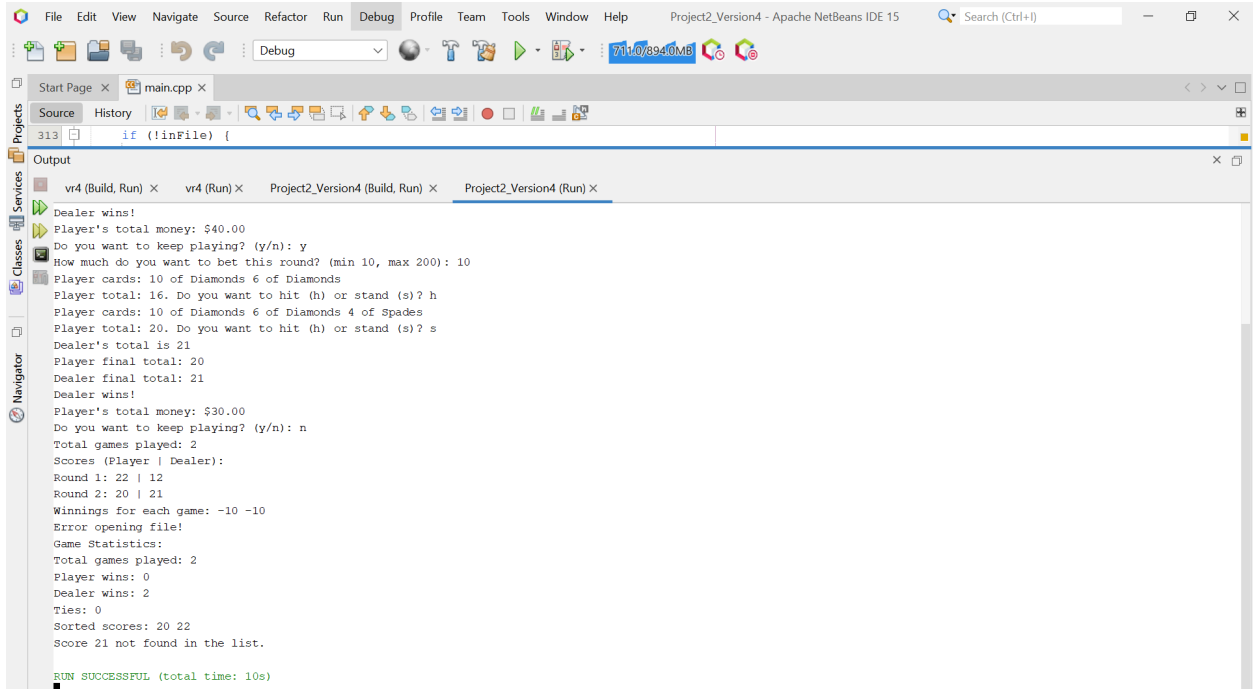 File Edit View Navigate Source Refactor Run Debug Profile Team Tools Window Help Project2_Version4 - Apache NetBeans IDE 15 Search (Ctrl+I)
Debug 711.0/894.0MB
Start Page main.cpp
Source History
313 if (!inFile) {
Projects
Services
Classes
Navigator
Output
vr4 (Build, Run) vr4 (Run) Project2_Version4 (Build, Run) Project2_Version4 (Run)
Dealer wins!
Player's total money: $40.00
Do you want to keep playing? (y/n): y
How much do you want to bet this round? (min 10, max 200): 10
Player cards: 10 of Diamonds 6 of Diamonds
Player total: 16. Do you want to hit (h) or stand (s)? h
Player cards: 10 of Diamonds 6 of Diamonds 4 of Spades
Player total: 20. Do you want to hit (h) or stand (s)? s
Dealer's total is 21
Player final total: 20
Dealer final total: 21
Dealer wins!
Player's total money: $30.00
Do you want to keep playing? (y/n): n
Total games played: 2
Scores (Player | Dealer):
Round 1: 22 | 12
Round 2: 20 | 21
Winnings for each game: -10 -10
Error opening file!
Game Statistics:
Total games played: 2
Player wins: 0
Dealer wins: 2
Ties: 0
Sorted scores: 20 22
Score 21 not found in the list.
RUN SUCCESSFUL (total time: 10s)